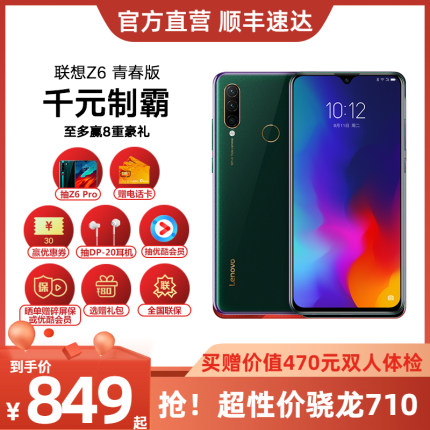 官方直营 顺丰速达
联想Z6 青春版
千元制霸
至多赢8重豪礼
抽Z6 Pro
赠电话卡
¥
30
赢优惠券
抽DP-20耳机
抽优酷会员
保
80
联
晒单赠碎屏保
或优酷会员
选赠礼包
全国联保
10:12
Lenovo
到手价
¥849起
买赠价值470元双人体检
抢！超性价骁龙710